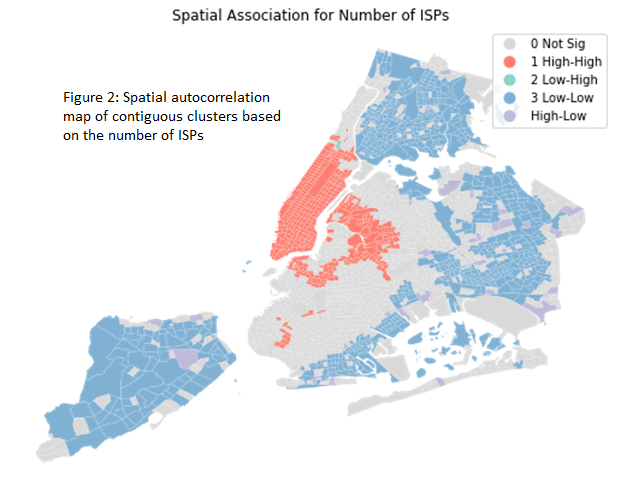 Spatial Association for Number of ISPs
0 Not Sig
1 High-High
2 Low-High
3 Low-Low
High-Low
Figure 2: Spatial autocorrelation
map of contiguous clusters based
on the number of ISPs